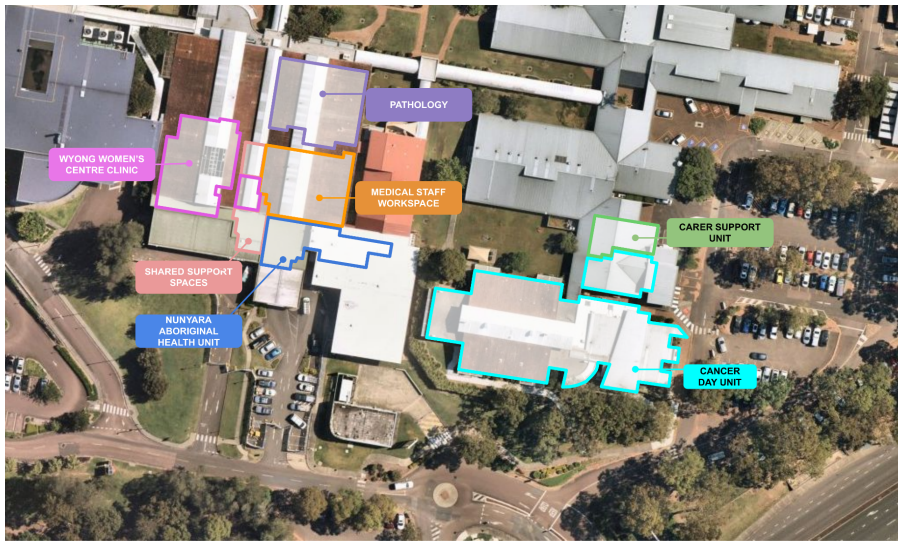 PATHOLOGY
WYONG WOMEN'S
CENTRE CLINIC
MEDICAL STAFF
WORKSPACE
CARER SUPPORT
UNIT
SHARED SUPPORT
SPACES
NUNYARA
ABORIGINAL
HEALTH UNIT
CANCER
DAY UNIT